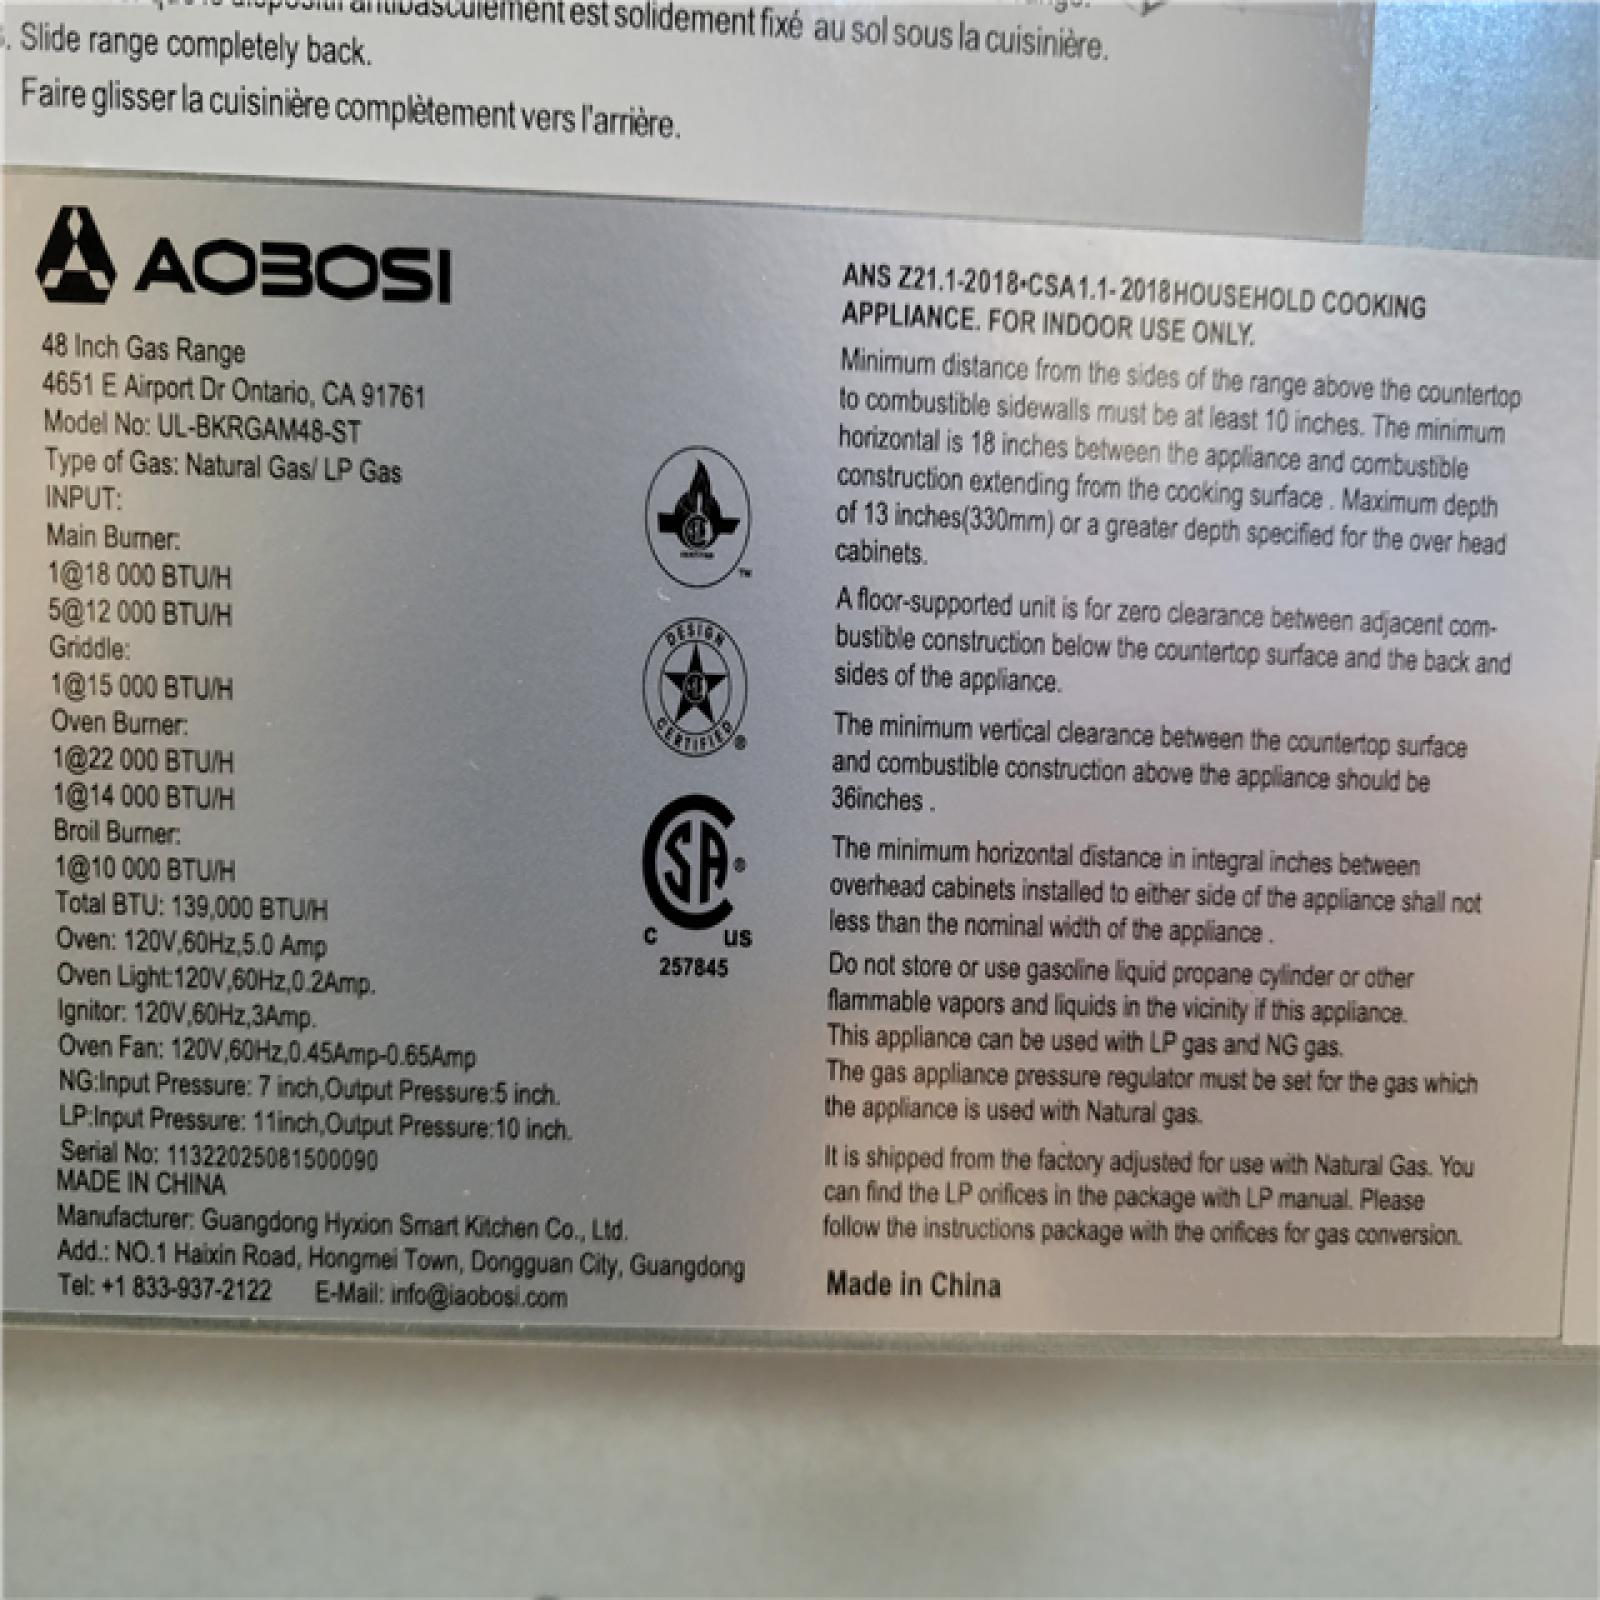 dispositif antibasculement est solidement fixé au sol sous la cuisinière.
. Slide range completely back.
Faire glisser la cuisinière complètement vers l'arrière.
AOBOSI
48 Inch Gas Range
4651 E Airport Dr Ontario, CA 91761
Model No: UL-BKRGAM48-ST
Type of Gas: Natural Gas/ LP Gas
INPUT:
Main Burner:
1@18 000 BTU/H
5@12 000 BTU/H
Griddle:
1@15 000 BTU/H
Oven Burner:
1@22 000 BTU/H
1@14 000 BTU/H
Broil Burner:
1@10 000 BTU/H
Total BTU: 139,000 BTU/H
Oven: 120V,60Hz,5.0 Amp
Oven Light:120V,60Hz,0.2Amp.
Ignitor: 120V,60Hz,3Amp.
Oven Fan: 120V,60Hz,0.45Amp-0.65Amp
NG:Input Pressure: 7 inch,Output Pressure:5 inch.
LP:Input Pressure: 11inch,Output Pressure:10 inch.
Serial No: 11322025081500090
MADE IN CHINA
Manufacturer: Guangdong Hyxion Smart Kitchen Co., Ltd.
Add.: NO.1 Haixin Road, Hongmei Town, Dongguan City, Guangdong
Tel: +1 833-937-2122 E-Mail: info@iaobosi.com
TM
DESIGN
CERTIFIED®
CSA®
C US
257845
ANS Z21.1-2018•CSA1.1-2018HOUSEHOLD COOKING
APPLIANCE. FOR INDOOR USE ONLY.
Minimum distance from the sides of the range above the countertop
to combustible sidewalls must be at least 10 inches. The minimum
horizontal is 18 inches between the appliance and combustible
construction extending from the cooking surface . Maximum depth
of 13 inches(330mm) or a greater depth specified for the over head
cabinets.
A floor-supported unit is for zero clearance between adjacent com-
bustible construction below the countertop surface and the back and
sides of the appliance.
The minimum vertical clearance between the countertop surface
and combustible construction above the appliance should be
36inches .
The minimum horizontal distance in integral inches between
overhead cabinets installed to either side of the appliance shall not
less than the nominal width of the appliance .
Do not store or use gasoline liquid propane cylinder or other
flammable vapors and liquids in the vicinity if this appliance.
This appliance can be used with LP gas and NG gas.
The gas appliance pressure regulator must be set for the gas which
the appliance is used with Natural gas.
It is shipped from the factory adjusted for use with Natural Gas. You
can find the LP orifices in the package with LP manual. Please
follow the instructions package with the orifices for gas conversion.
Made in China